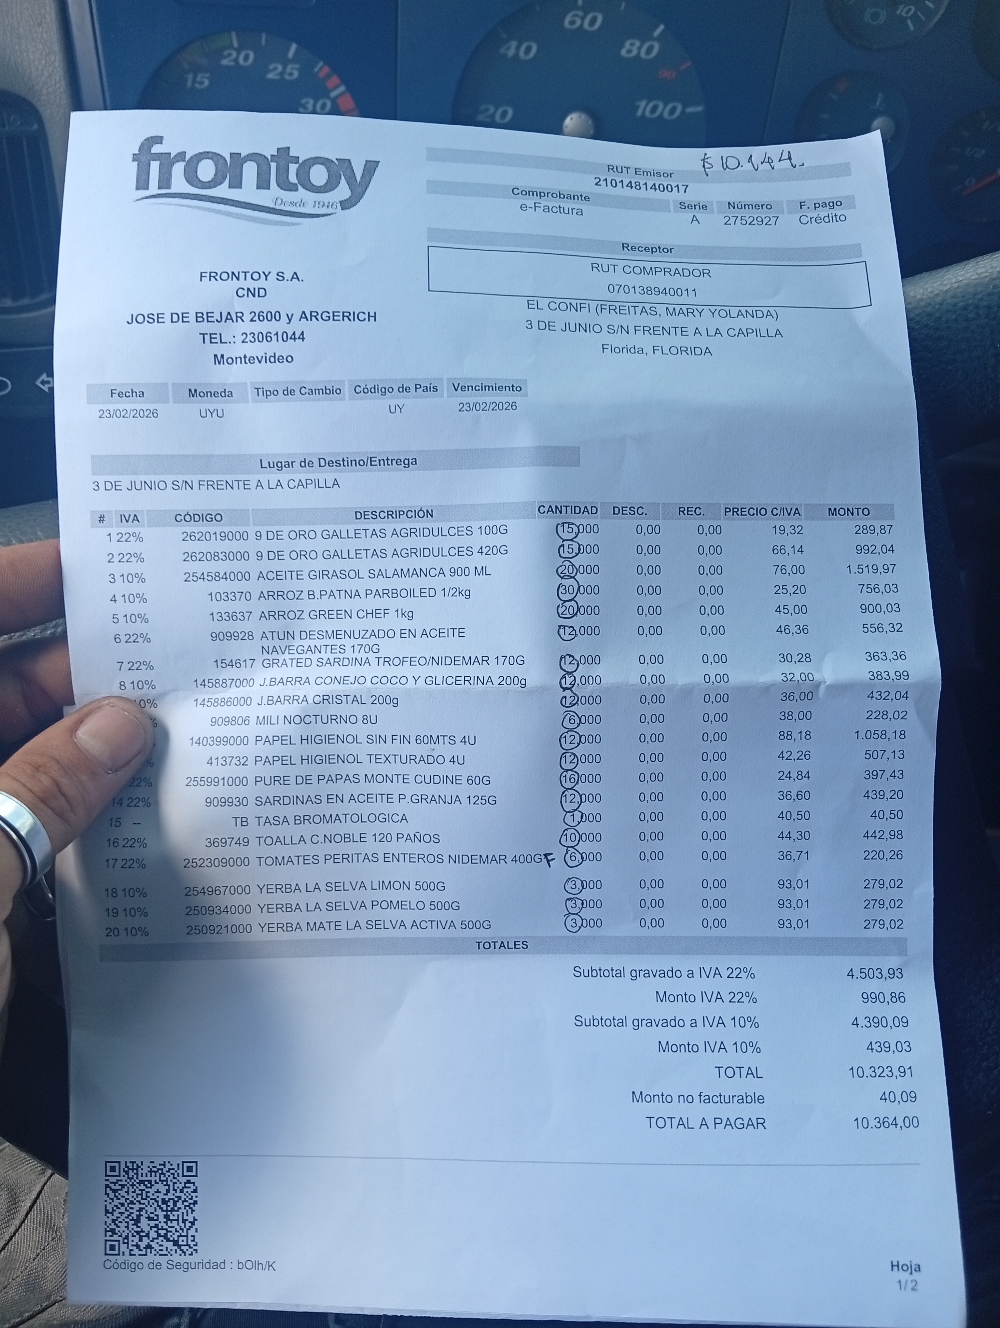 60
40
80
20
100
15
20
25
30
10
frontoy
Desde 1946
$ 10.144.
RUT Emisor
210148140017
Comprobante Serie Número F. pago
e-Factura A 2752927 Crédito
Receptor
RUT COMPRADOR
070138940011
EL CONFI (FREITAS, MARY YOLANDA)
3 DE JUNIO S/N FRENTE A LA CAPILLA
Florida, FLORIDA
FRONTOY S.A.
CND
JOSE DE BEJAR 2600 y ARGERICH
TEL.: 23061044
Montevideo
Fecha Moneda Tipo de Cambio Código de País Vencimiento
23/02/2026 UYU UY 23/02/2026
Lugar de Destino/Entrega
3 DE JUNIO S/N FRENTE A LA CAPILLA
# IVA CÓDIGO DESCRIPCIÓN CANTIDAD DESC. REC. PRECIO C/IVA MONTO
1 22% 262019000 9 DE ORO GALLETAS AGRIDULCES 100G 15,000 0,00 0,00 19,32 289,87
2 22% 262083000 9 DE ORO GALLETAS AGRIDULCES 420G 15,000 0,00 0,00 66,14 992,04
3 10% 254584000 ACEITE GIRASOL SALAMANCA 900 ML 20,000 0,00 0,00 76,00 1.519,97
4 10% 103370 ARROZ B.PATNA PARBOILED 1/2kg 30,000 0,00 0,00 25,20 756,03
5 10% 133637 ARROZ GREEN CHEF 1kg 20,000 0,00 0,00 45,00 900,03
6 22% 909928 ATUN DESMENUZADO EN ACEITE 12,000 0,00 0,00 46,36 556,32
NAVEGANTES 170G
7 22% 154617 GRATED SARDINA TROFEO/NIDEMAR 170G 12,000 0,00 0,00 30,28 363,36
8 10% 145887000 J.BARRA CONEJO COCO Y GLICERINA 200g 12,000 0,00 0,00 32,00 383,99
0% 145886000 J.BARRA CRISTAL 200g 12,000 0,00 0,00 36,00 432,04
909806 MILI NOCTURNO 8U 6,000 0,00 0,00 38,00 228,02
140399000 PAPEL HIGIENOL SIN FIN 60MTS 4U 12,000 0,00 0,00 88,18 1.058,18
413732 PAPEL HIGIENOL TEXTURADO 4U 12,000 0,00 0,00 42,26 507,13
22% 255991000 PURE DE PAPAS MONTE CUDINE 60G 16,000 0,00 0,00 24,84 397,43
14 22% 909930 SARDINAS EN ACEITE P.GRANJA 125G 12,000 0,00 0,00 36,60 439,20
15 -- TB TASA BROMATOLOGICA 1,000 0,00 0,00 40,50 40,50
16 22% 369749 TOALLA C.NOBLE 120 PAÑOS 10,000 0,00 0,00 44,30 442,98
17 22% 252309000 TOMATES PERITAS ENTEROS NIDEMAR 400G F 6,000 0,00 0,00 36,71 220,26
18 10% 254967000 YERBA LA SELVA LIMON 500G 3,000 0,00 0,00 93,01 279,02
19 10% 250934000 YERBA LA SELVA POMELO 500G 3,000 0,00 0,00 93,01 279,02
20 10% 250921000 YERBA MATE LA SELVA ACTIVA 500G 3,000 0,00 0,00 93,01 279,02
TOTALES
Subtotal gravado a IVA 22% 4.503,93
Monto IVA 22% 990,86
Subtotal gravado a IVA 10% 4.390,09
Monto IVA 10% 439,03
TOTAL 10.323,91
Monto no facturable 40,09
TOTAL A PAGAR 10.364,00
Código de Seguridad : bOlh/K
Hoja
1/2